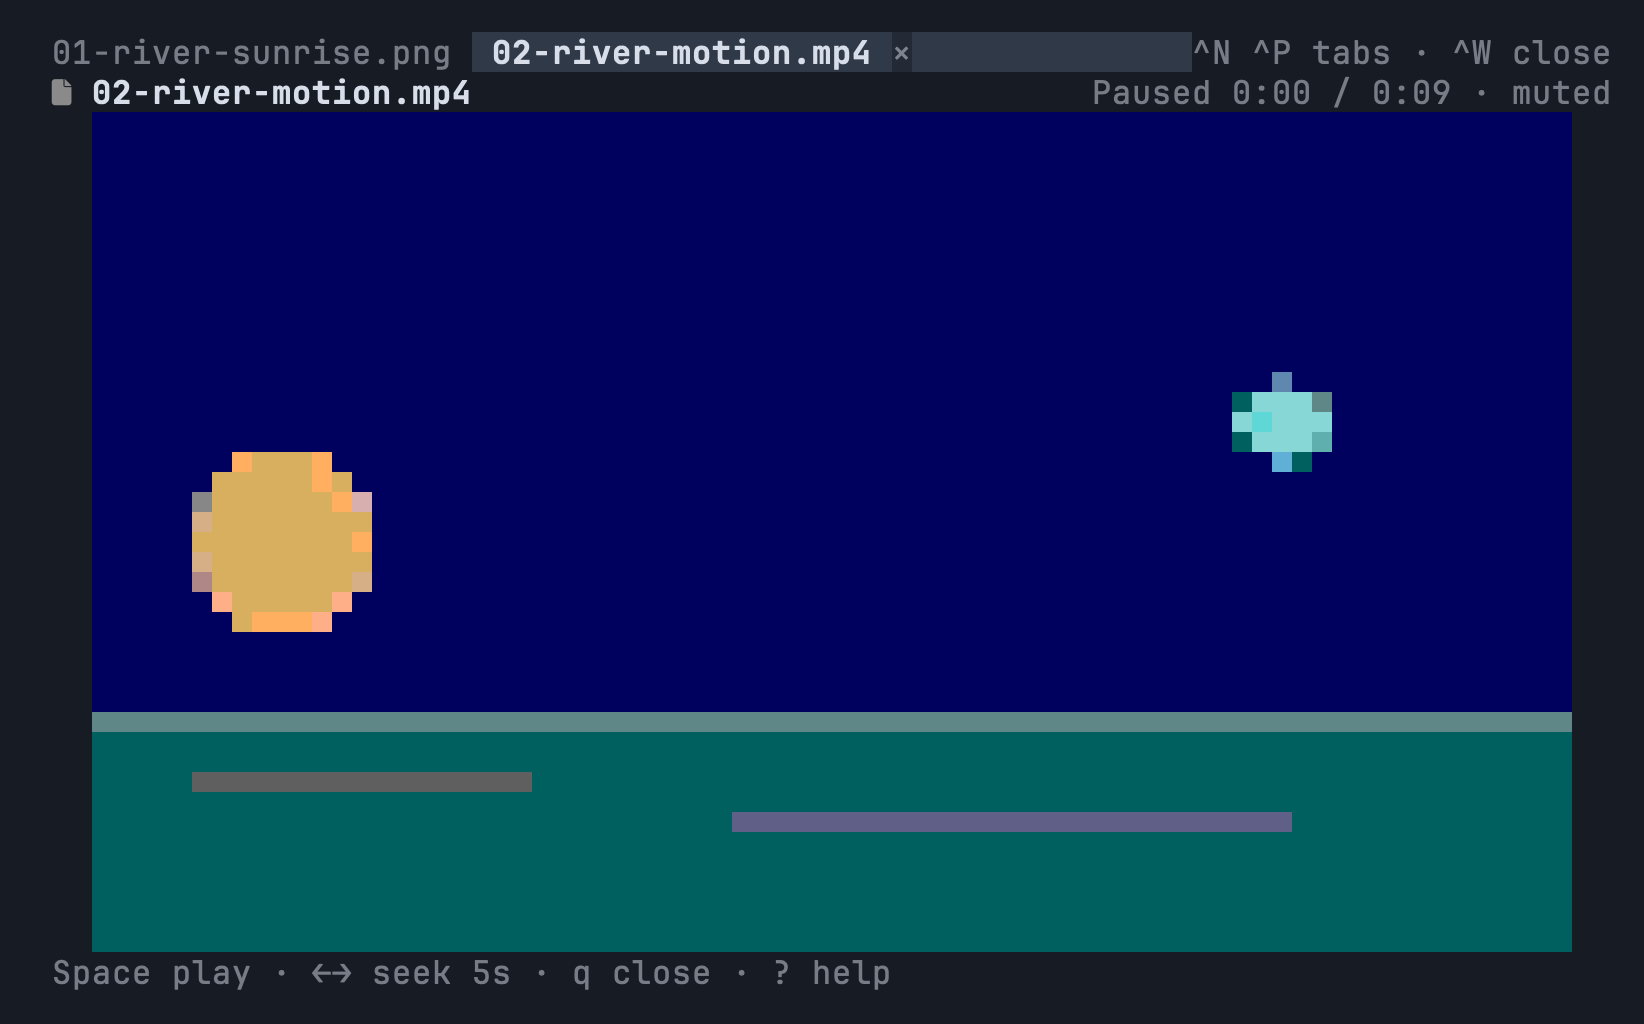 01-river-sunrise.png 02-river-motion.mp4 × ^N ^P tabs · ^W close
02-river-motion.mp4 Paused 0:00 / 0:09 · muted
Space play · ←→ seek 5s · q close · ? help